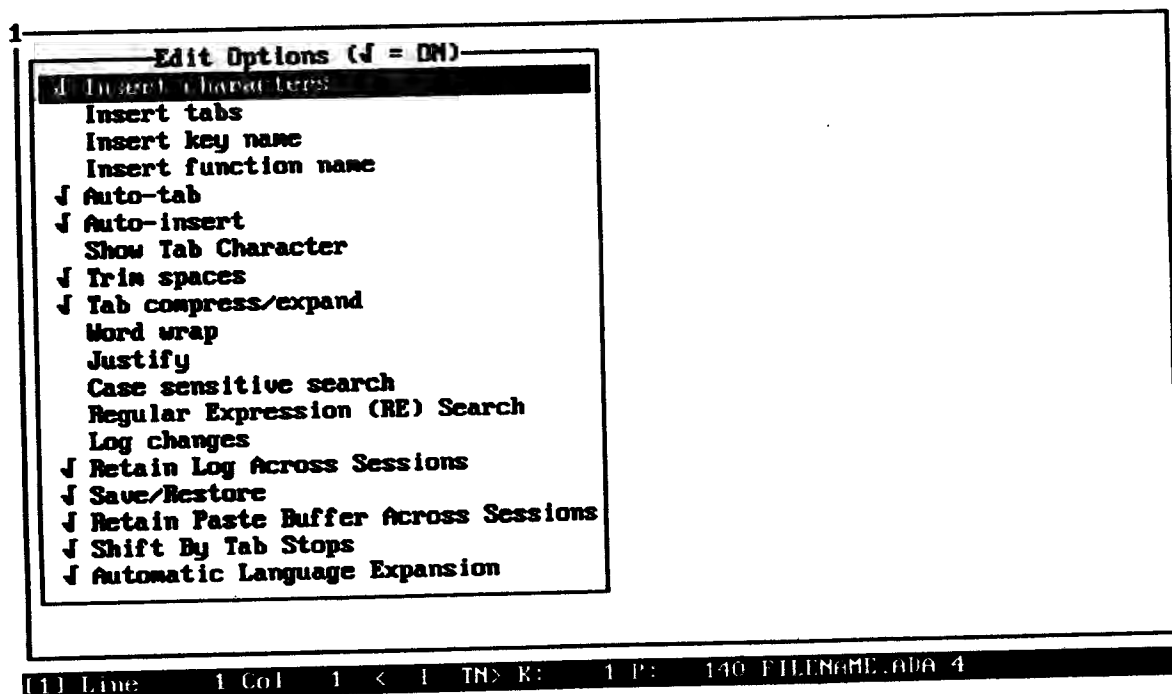 1
Edit Options (√ = ON)
√ Insert characters
Insert tabs
Insert key name
Insert function name
√ Auto-tab
√ Auto-insert
Show Tab Character
√ Trim spaces
√ Tab compress/expand
Word wrap
Justify
Case sensitive search
Regular Expression (RE) Search
Log changes
√ Retain Log Across Sessions
√ Save/Restore
√ Retain Paste Buffer Across Sessions
√ Shift By Tab Stops
√ Automatic Language Expansion
[1] Line 1 Col 1 < I TN> K: 1 P: 140 FILENAME.ADA 4